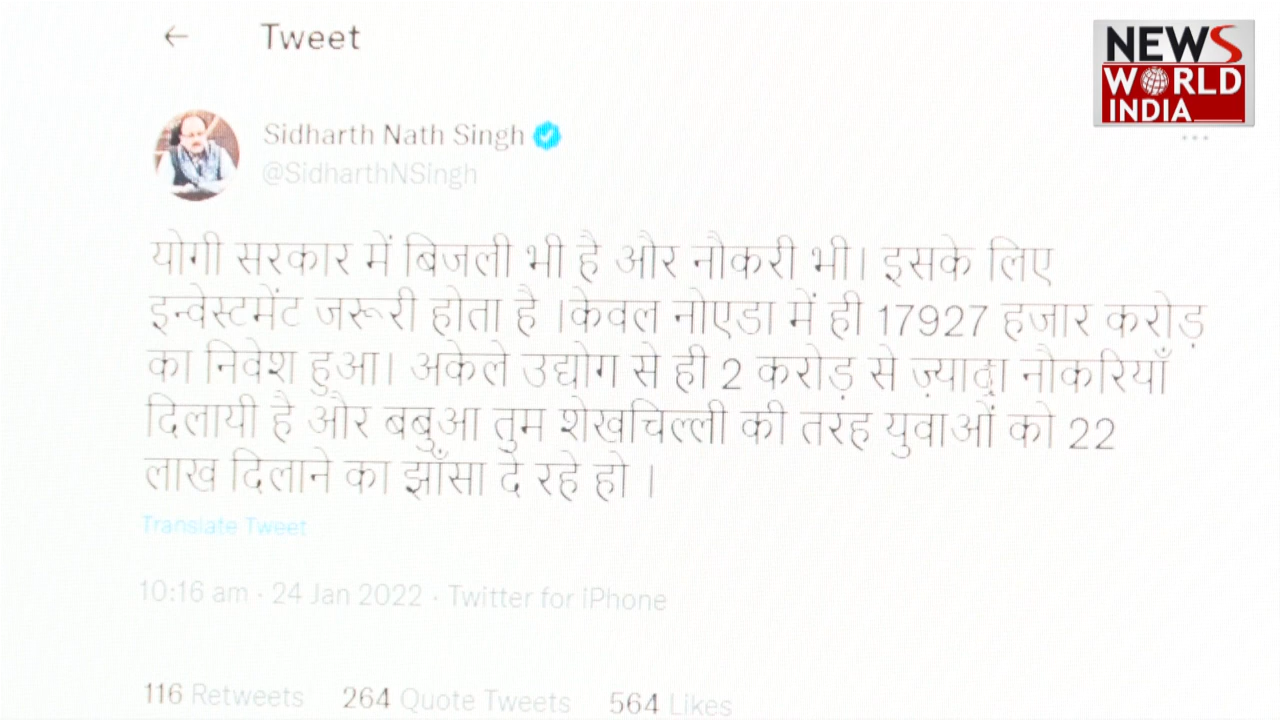 ← Tweet
NEWS
WORLD
INDIA
Sidharth Nath Singh
@SidharthNSingh
योगी सरकार में बिजली भी है और नौकरी भी। इसके लिए
इन्वेस्टमेंट जरूरी होता है ।केवल नोएडा में ही 17927 हजार करोड़
का निवेश हुआ। अकेले उद्योग से ही 2 करोड़ से ज़्यादा नौकरियाँ
दिलायी है और बबुआ तुम शेखचिल्ली की तरह युवाओं को 22
लाख दिलाने का झाँसा दे रहे हो ।
Translate Tweet
10:16 am · 24 Jan 2022 · Twitter for iPhone
116 Retweets 264 Quote Tweets 564 Likes